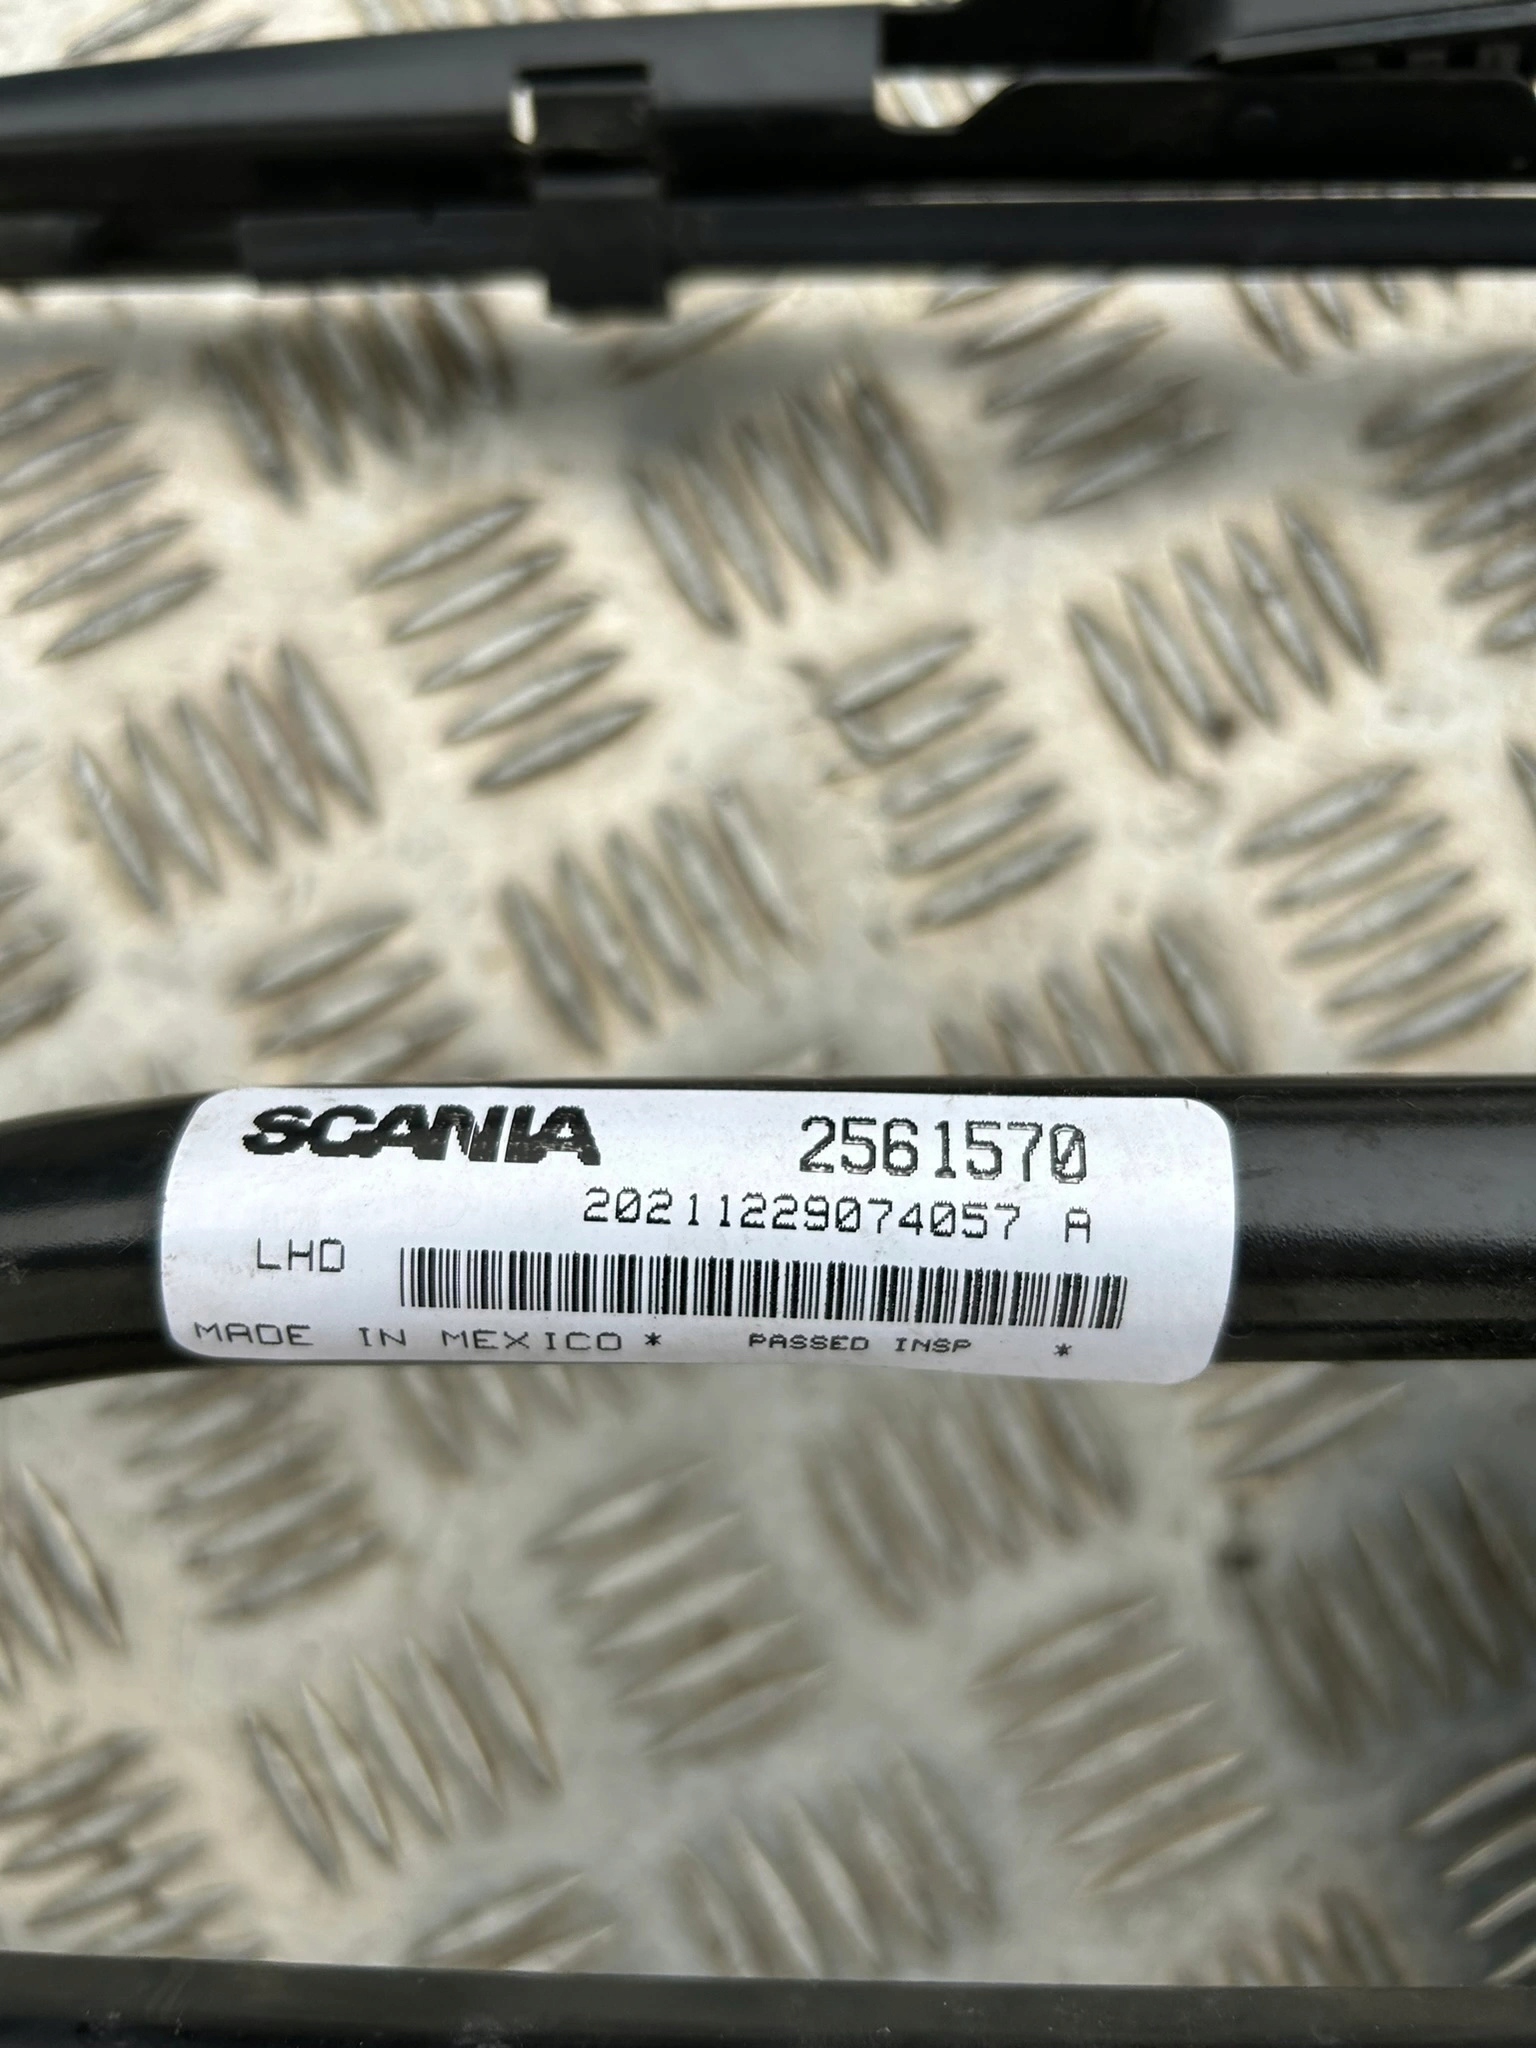 SCANIA 2561570
20211229074057 A
LHD
MADE IN MEXICO * PASSED INSP *